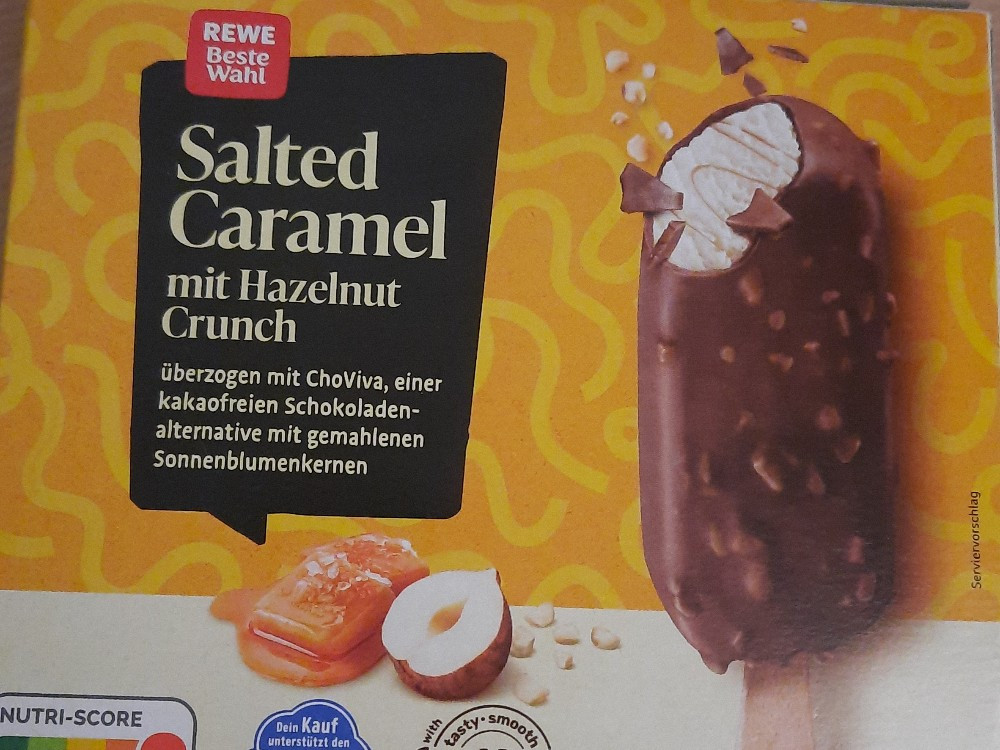 REWE
Beste
Wahl
Salted
Caramel
mit Hazelnut
Crunch
überzogen mit ChoViva, einer
kakaofreien Schokoladen-
alternative mit gemahlenen
Sonnenblumenkernen
Serviervorschlag
NUTRI-SCORE
Dein Kauf
unterstützt den
with
tasty · smooth